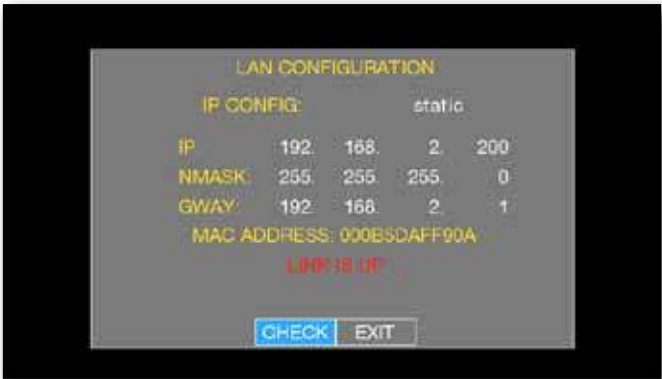 LAN CONFIGURATION
IP CONFIG: static
IP 192. 168. 2. 200
NMASK: 255. 255. 255. 0
GWAY: 192. 168. 2. 1
MAC ADDRESS: 000B5DAFF90A
LINK IS UP
CHECK EXIT